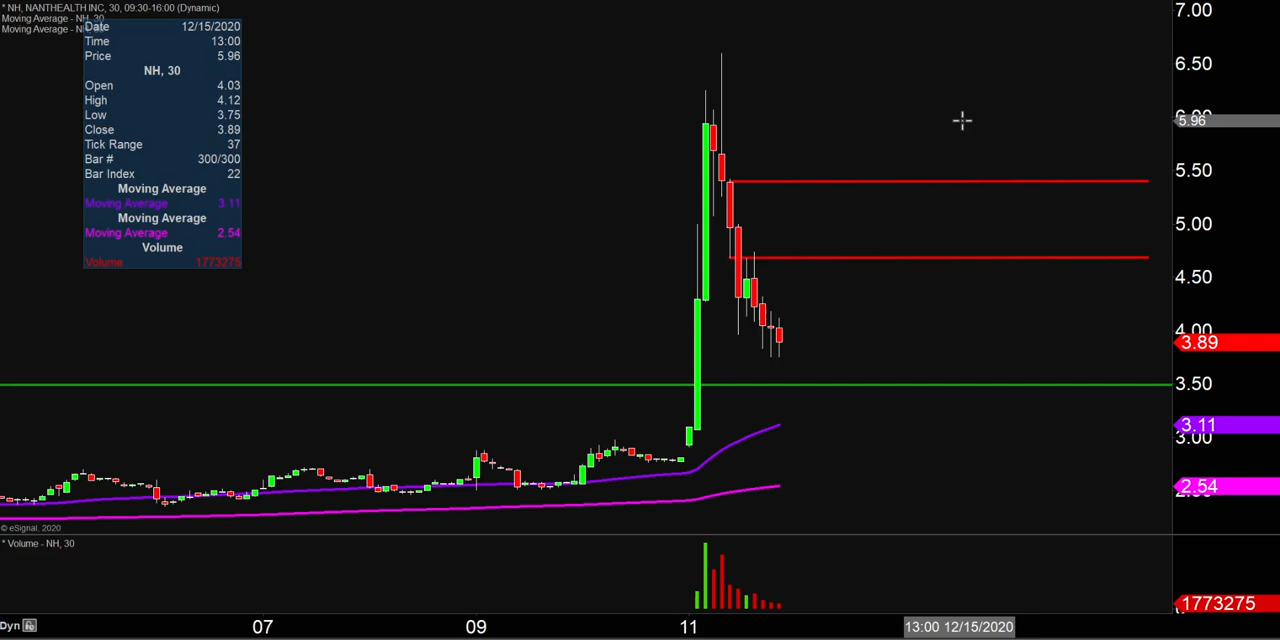 * NH, NANTHEALTH INC, 30, 09:30-16:00 (Dynamic)
Moving Average - NH, 30
Moving Average - NH, 30
Date 12/15/2020
Time 13:00
Price 5.96
NH, 30
Open 4.03
High 4.12
Low 3.75
Close 3.89
Tick Range 37
Bar # 300/300
Bar Index 22
Moving Average
Moving Average 3.11
Moving Average
Moving Average 2.54
Volume
Volume 1773275
7.00
6.50
6.00
5.96
5.50
5.00
4.50
4.00
3.89
3.50
3.11
3.00
2.54
© eSignal, 2020
* Volume - NH, 30
1773275
Dyn
07
09
11
13:00 12/15/2020